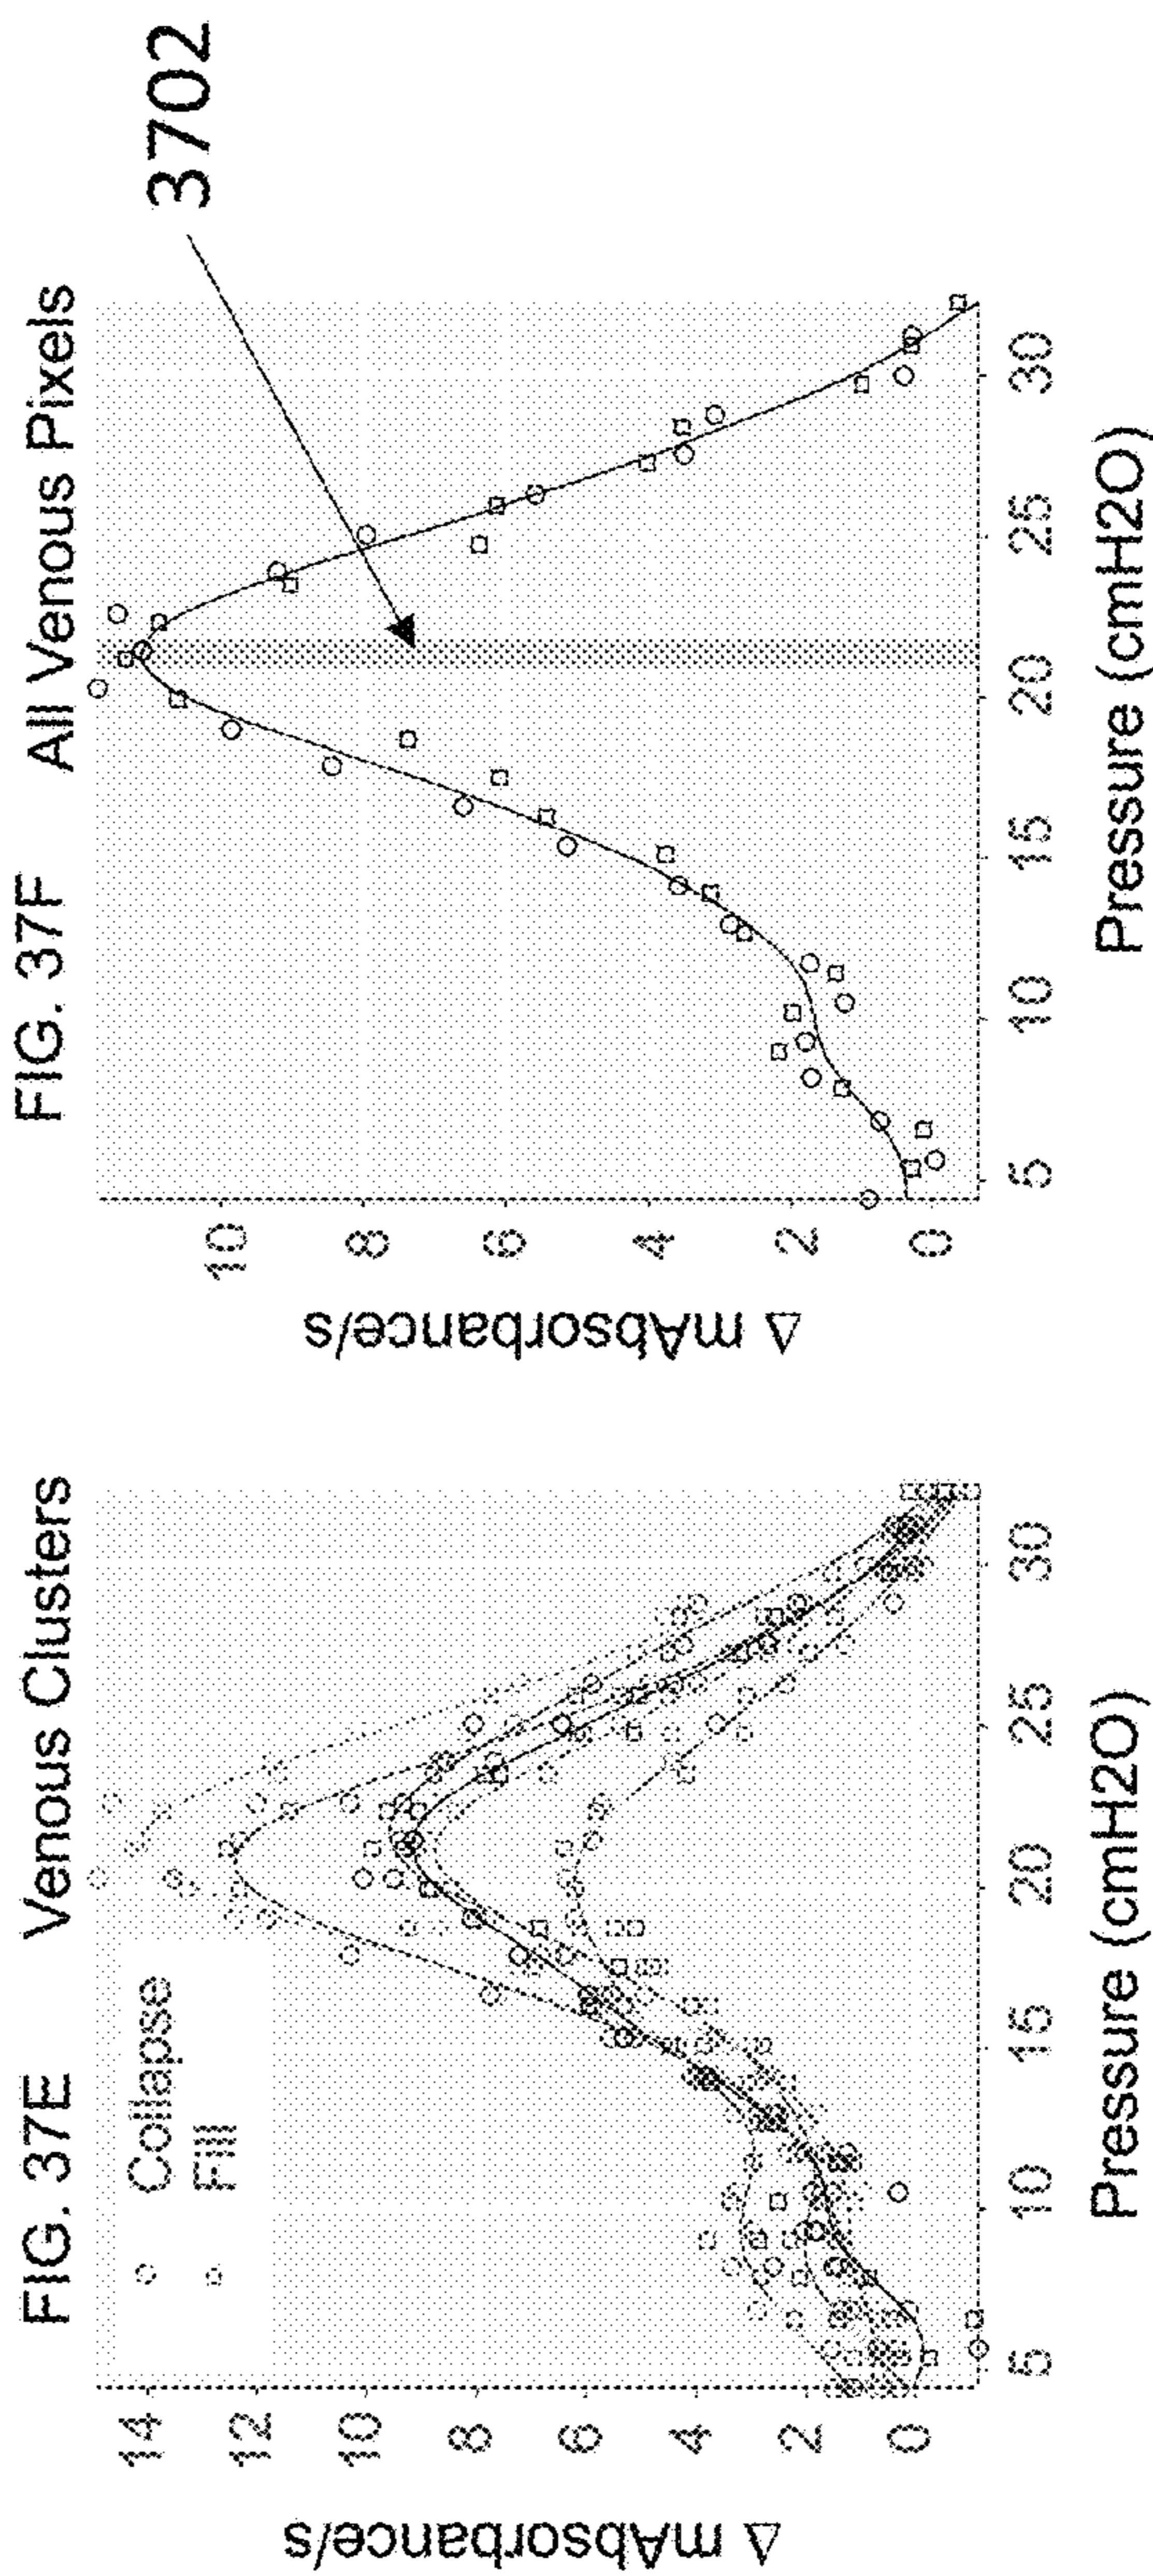 FIG. 37E Venous Clusters
Collapse
Fill
14
12
10
8
6
4
2
0
Δ mAbsorbance/s
5 10 15 20 25 30
Pressure (cmH2O)
FIG. 37F All Venous Pixels
3702
10
8
6
4
2
0
Δ mAbsorbance/s
5 10 15 20 25 30
Pressure (cmH2O)